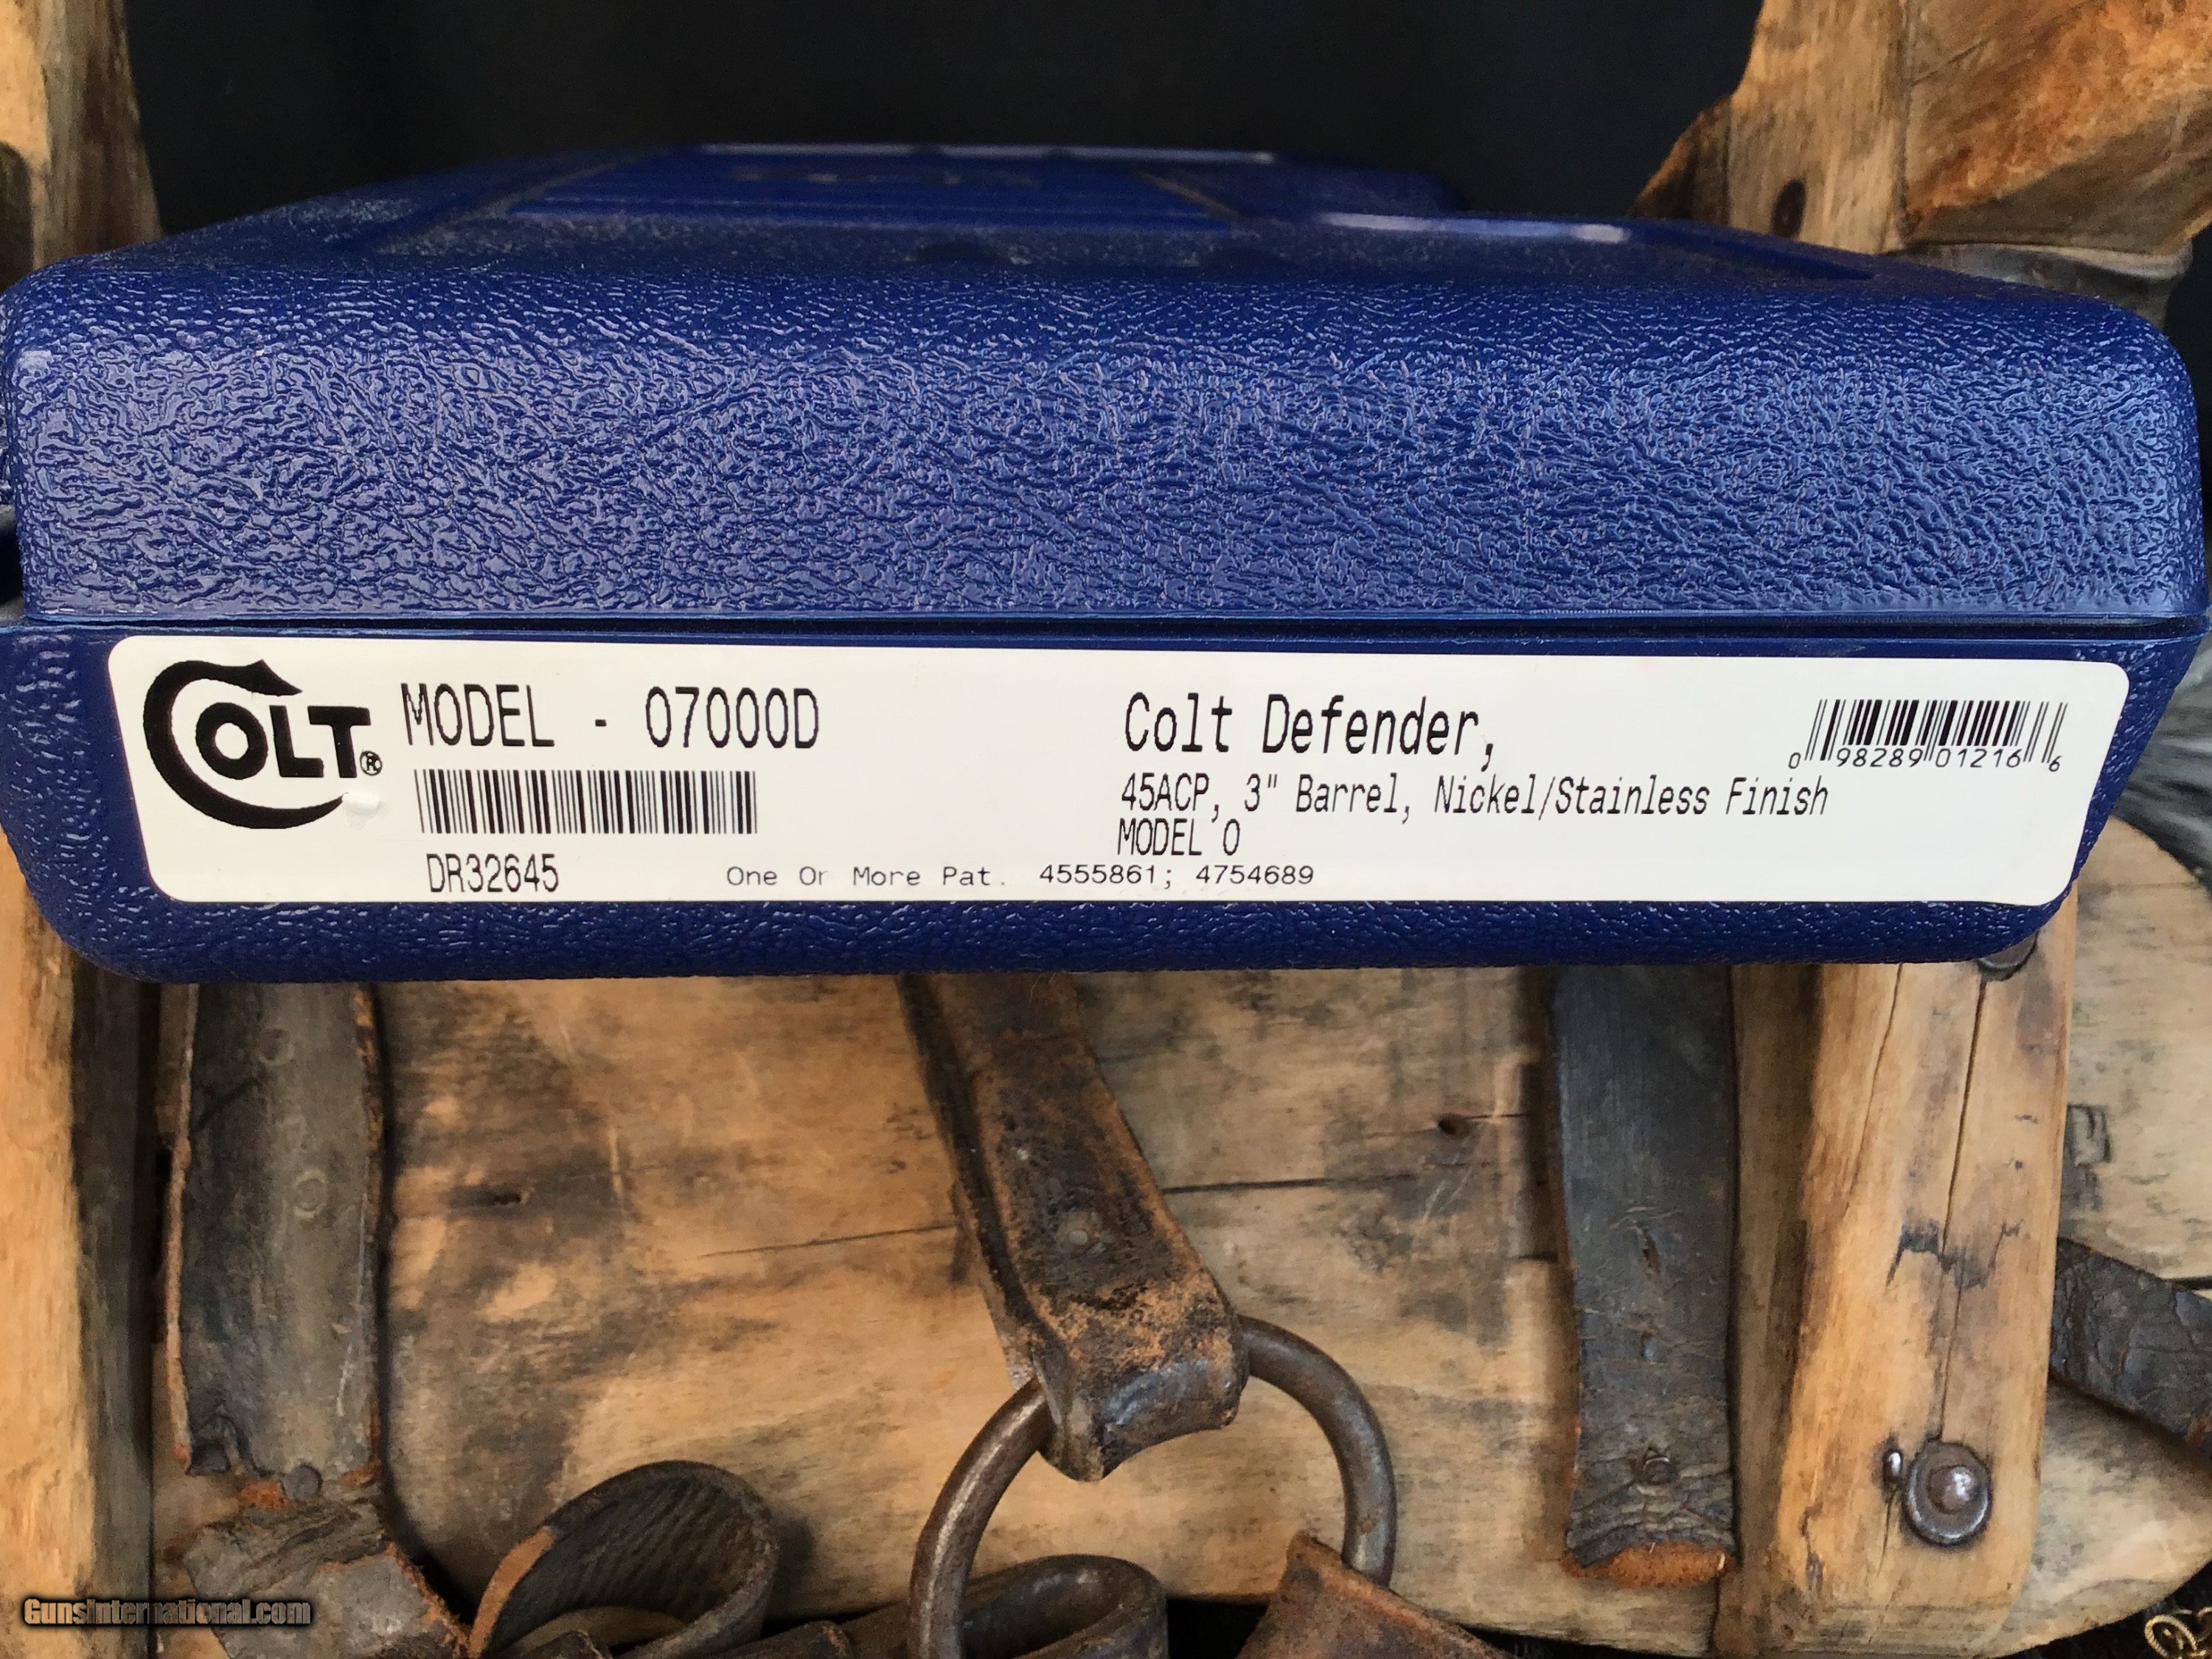 COLT®
MODEL - 07000D
DR32645
Colt Defender,
45ACP, 3" Barrel, Nickel/Stainless Finish
MODEL O
One Or More Pat. 4555861; 4754689
0 98289 01216 6
GunsInternational.com